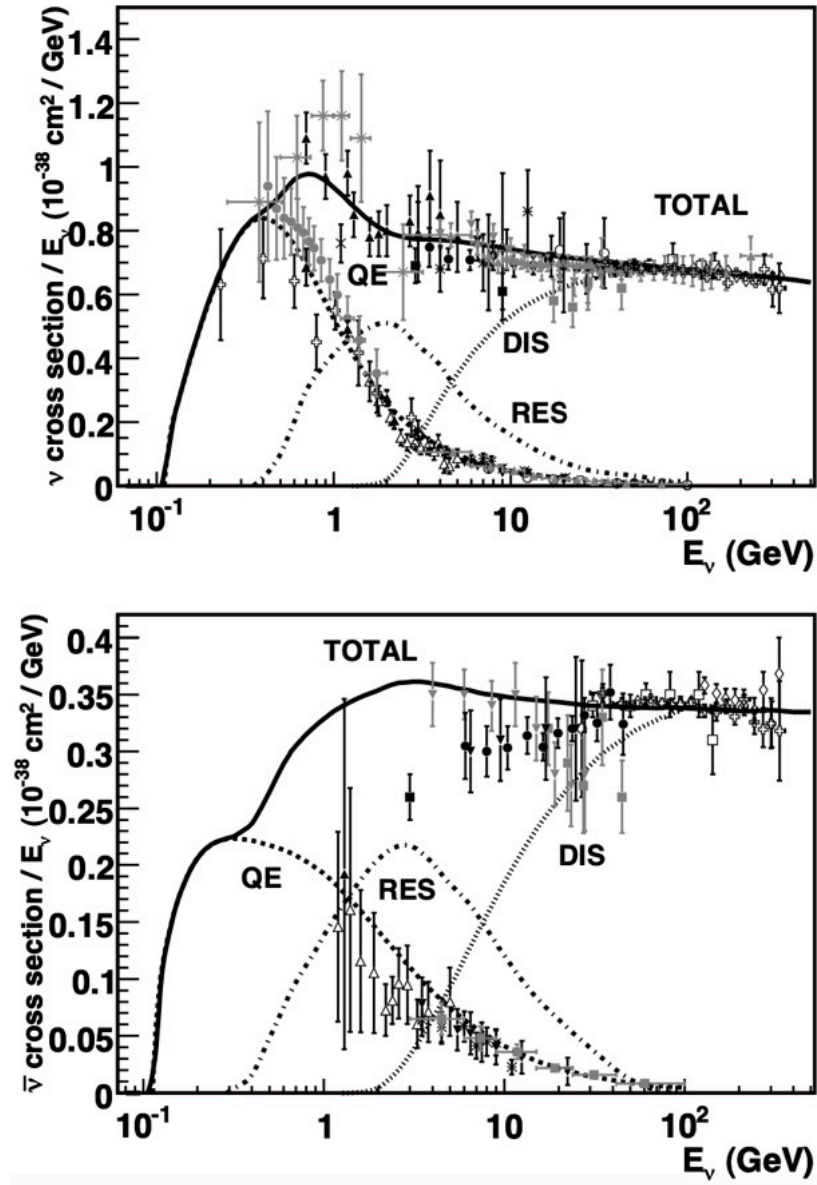 ν cross section / E_ν (10^-38 cm^2 / GeV)
1.4
1.2
1
0.8
0.6
0.4
0.2
0
TOTAL
QE
DIS
RES
10^-1
1
10
10^2
E_ν (GeV)
ν̅ cross section / E_ν (10^-38 cm^2 / GeV)
0.4
0.35
0.3
0.25
0.2
0.15
0.1
0.05
0
TOTAL
QE
RES
DIS
10^-1
1
10
10^2
E_ν (GeV)